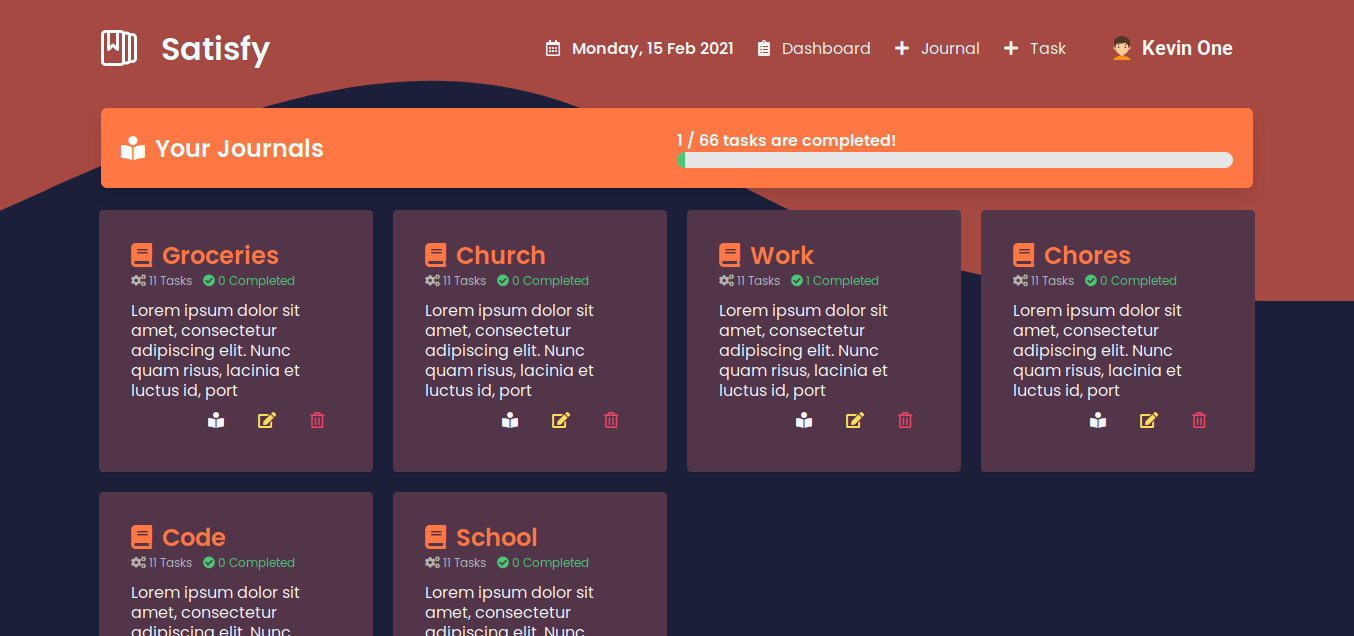 Satisfy
Monday, 15 Feb 2021
Dashboard
Journal
Task
Kevin One
Your Journals
1 / 66 tasks are completed!
Groceries
11 Tasks 0 Completed
Lorem ipsum dolor sit
amet, consectetur
adipiscing elit. Nunc
quam risus, lacinia et
luctus id, port
Church
11 Tasks 0 Completed
Lorem ipsum dolor sit
amet, consectetur
adipiscing elit. Nunc
quam risus, lacinia et
luctus id, port
Work
11 Tasks 1 Completed
Lorem ipsum dolor sit
amet, consectetur
adipiscing elit. Nunc
quam risus, lacinia et
luctus id, port
Chores
11 Tasks 0 Completed
Lorem ipsum dolor sit
amet, consectetur
adipiscing elit. Nunc
quam risus, lacinia et
luctus id, port
Code
11 Tasks 0 Completed
Lorem ipsum dolor sit
amet, consectetur
adipiscing elit. Nunc
School
11 Tasks 0 Completed
Lorem ipsum dolor sit
amet, consectetur
adipiscing elit. Nunc